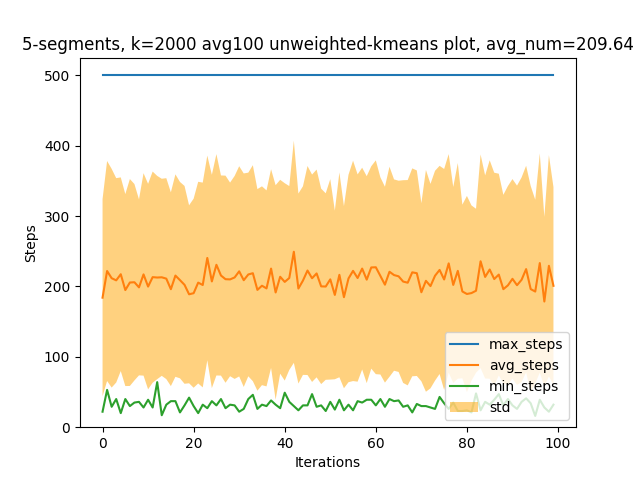 5-segments, k=2000 avg100 unweighted-kmeans plot, avg_num=209.64
500
400
300
200
100
0
Steps
0 20 40 60 80 100
Iterations
max_steps
avg_steps
min_steps
std